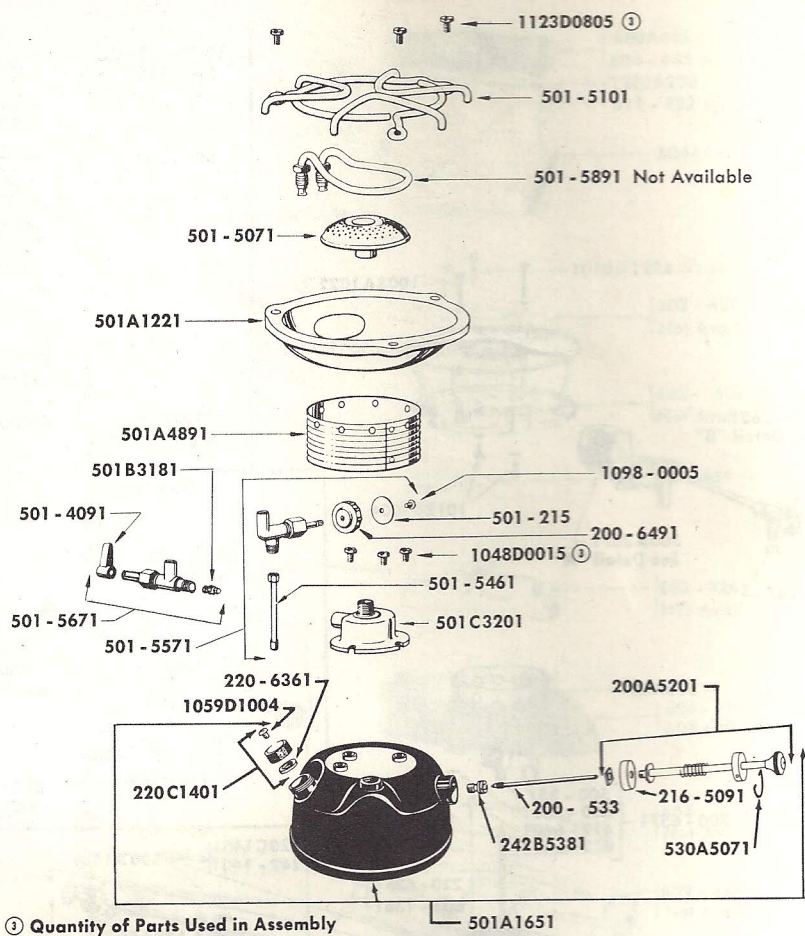 1123D0805 ③
501 - 5101
501 - 5891 Not Available
501 - 5071
501A1221
501A4891
501B3181
1098 - 0005
501 - 4091
501 - 215
200 - 6491
1048D0015 ③
501 - 5461
501 - 5671
501C3201
501 - 5571
220 - 6361
200A5201
1059D1004
220C1401
200 - 533
216 - 5091
242B5381
530A5071
501A1651
③ Quantity of Parts Used in Assembly